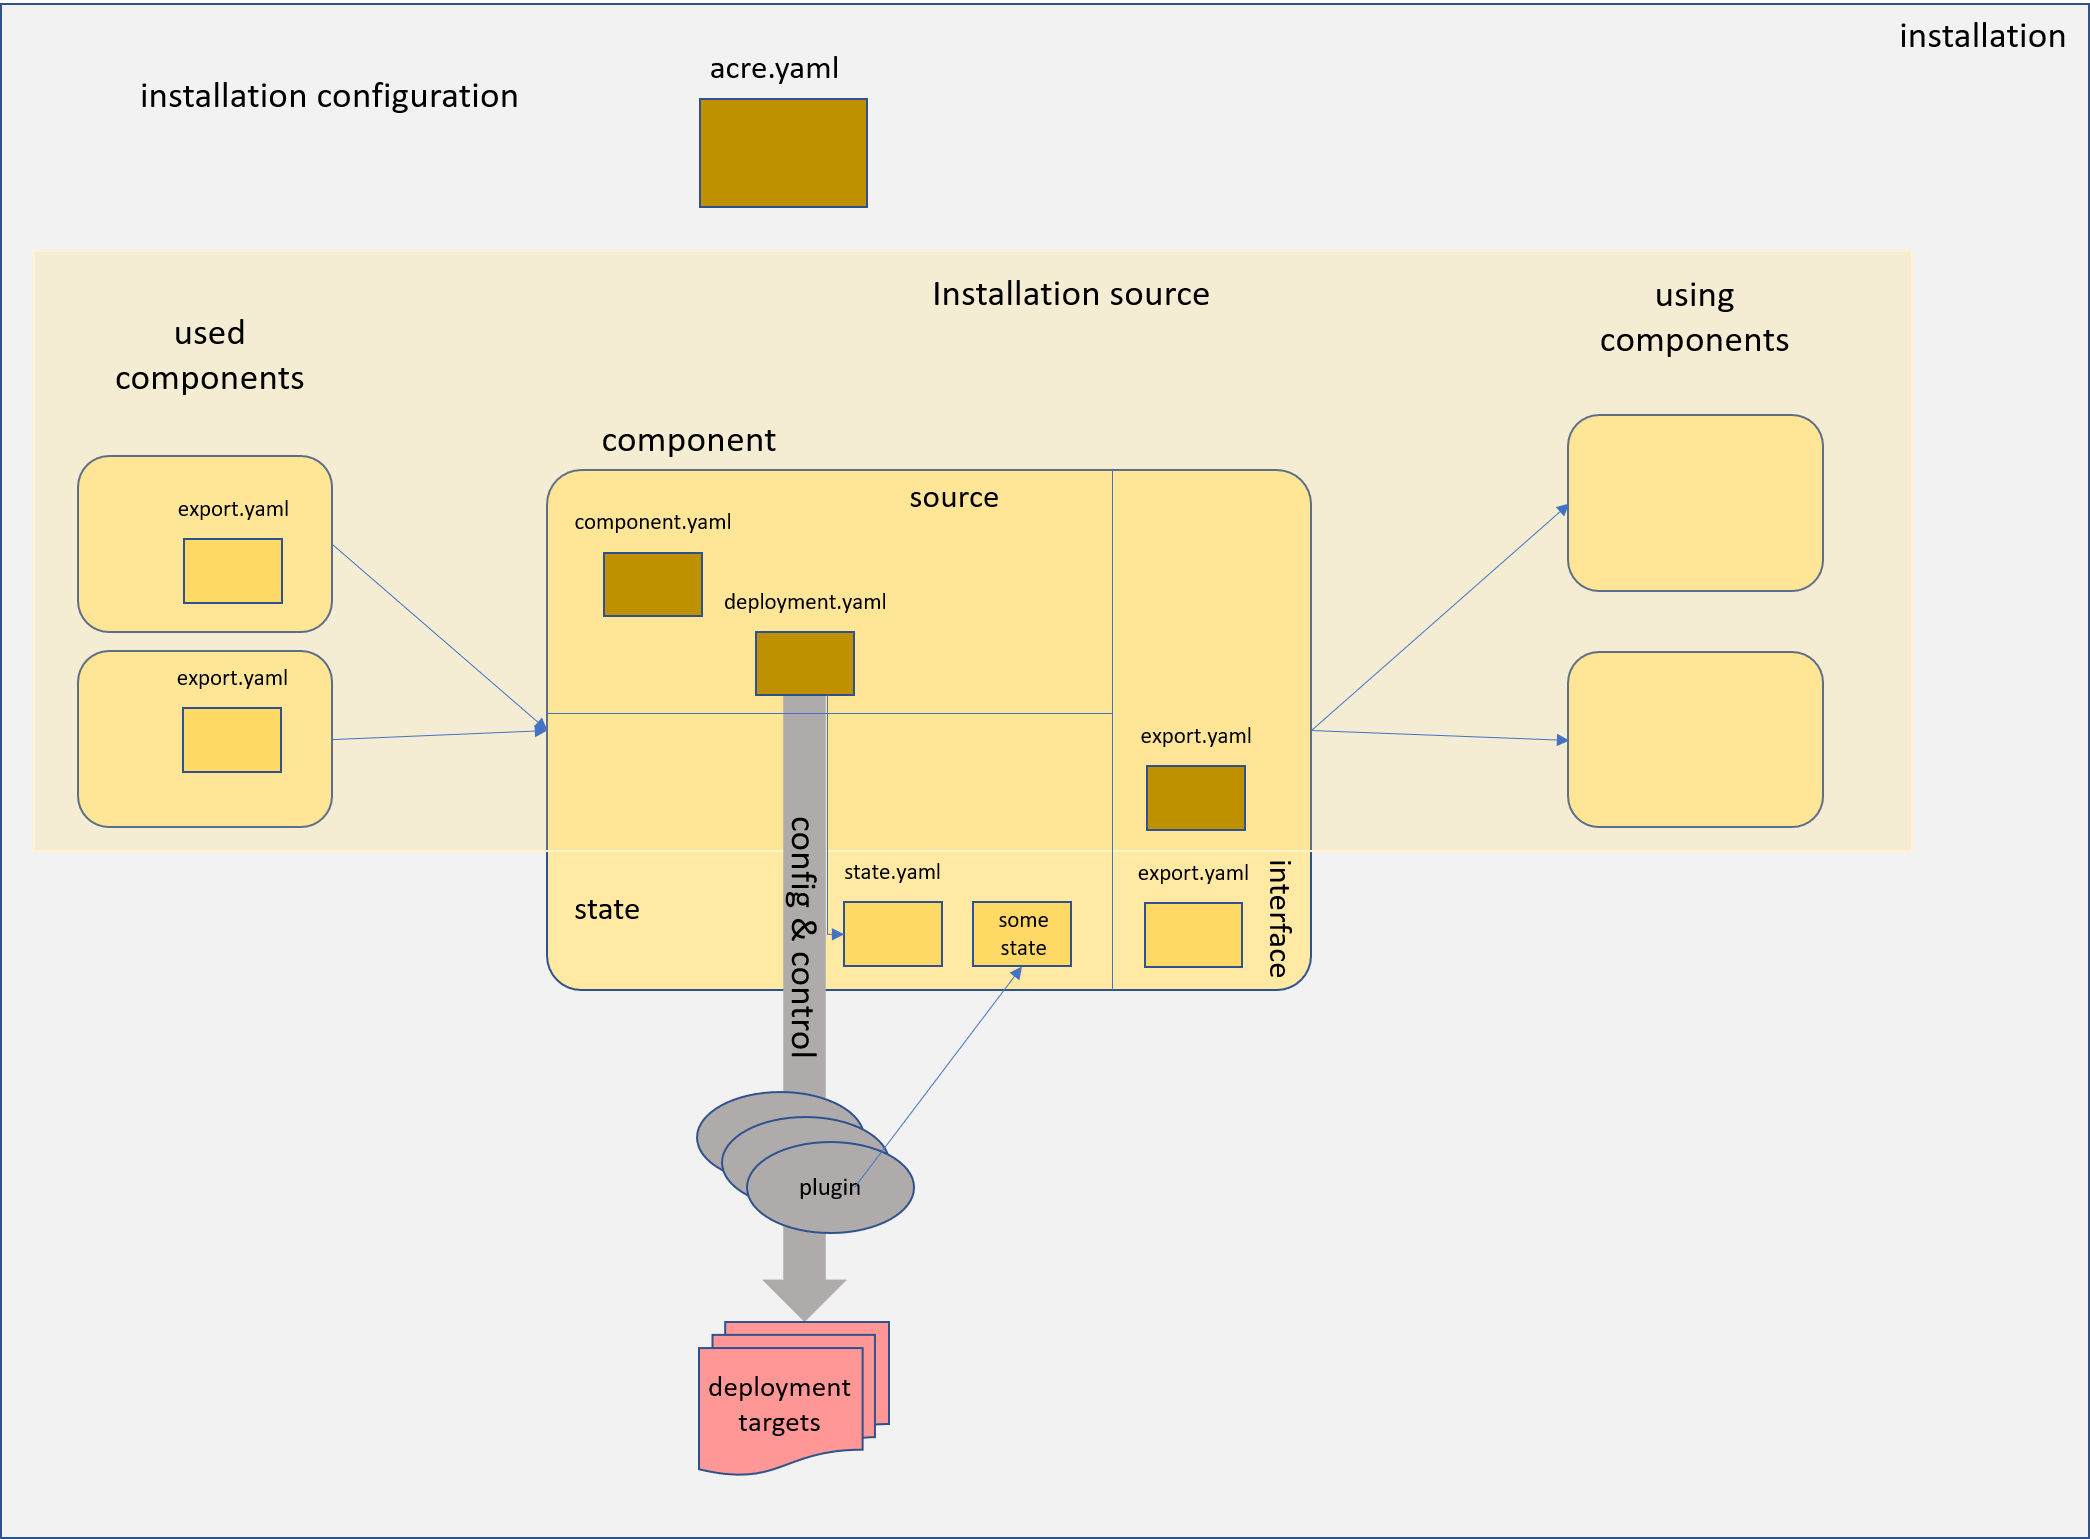 installation
acre.yaml
installation configuration
Installation source
using
components
used
components
component
source
export.yaml
component.yaml
deployment.yaml
export.yaml
export.yaml
config & control
state.yaml
export.yaml
interface
state
some
state
plugin
deployment
targets